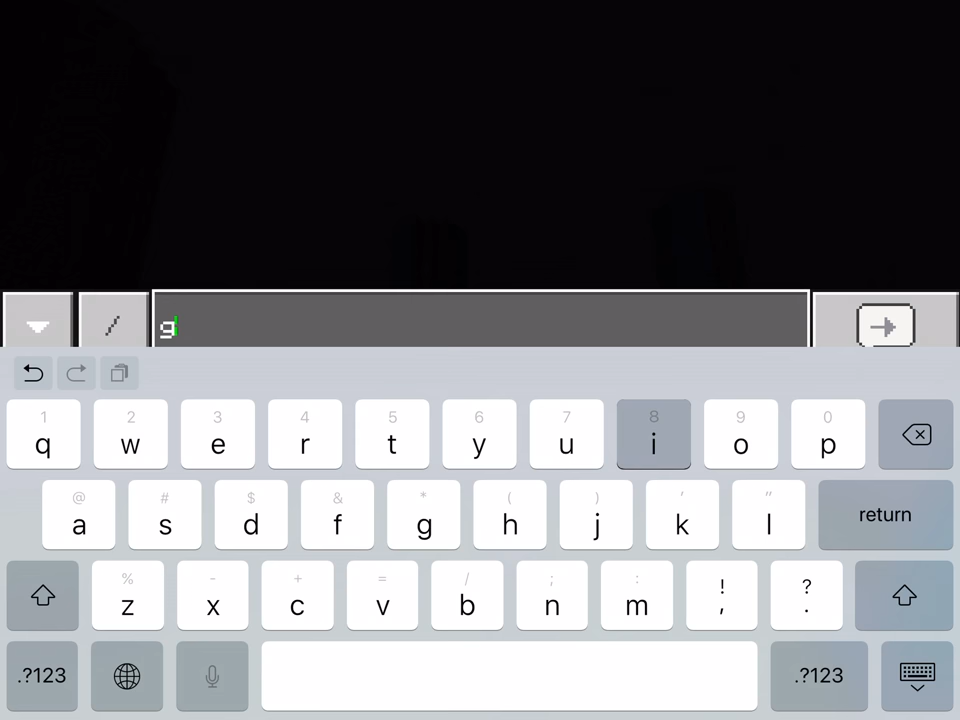 / g
1 2 3 4 5 6 7 8 9 0
q w e r t y u i o p
@ # $ & * ( ) ' "
a s d f g h j k l return
% - + = / ; : ! ?
z x c v b n m , .
.?123 .?123